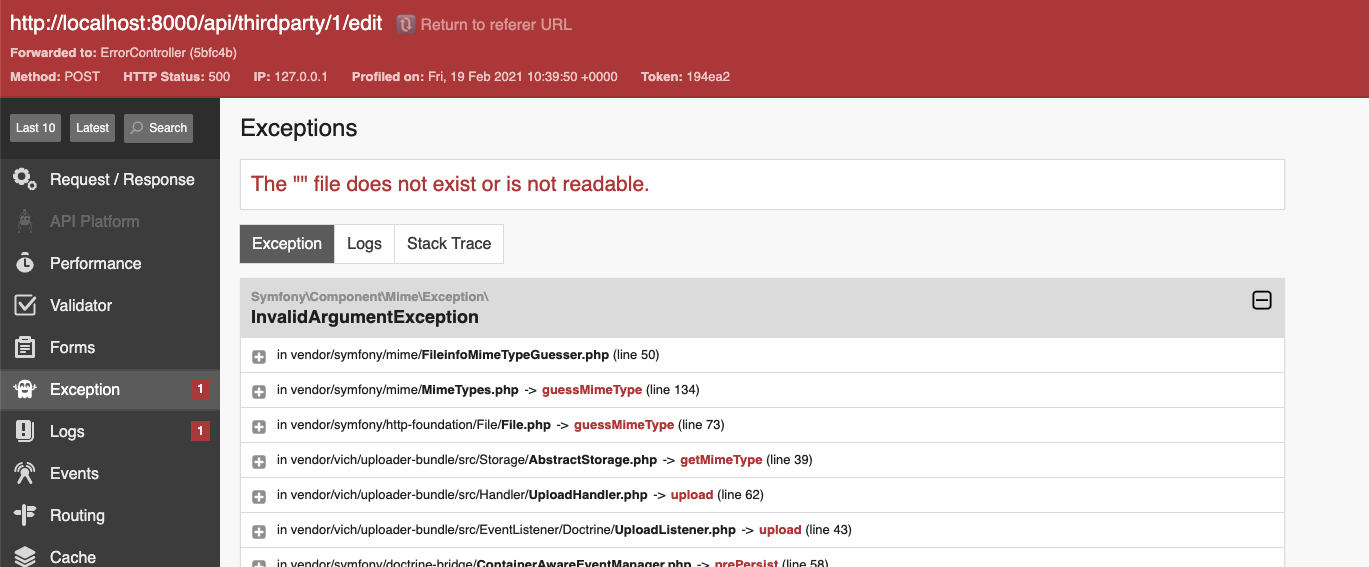 http://localhost:8000/api/thirdparty/1/edit Return to referer URL
Forwarded to: ErrorController (5bfc4b)
Method: POST HTTP Status: 500 IP: 127.0.0.1 Profiled on: Fri, 19 Feb 2021 10:39:50 +0000 Token: 194ea2
Last 10 Latest Search
Request / Response
API Platform
Performance
Validator
Forms
Exception 1
Logs 1
Events
Routing
Cache
Exceptions
The "" file does not exist or is not readable.
Exception Logs Stack Trace
Symfony\Component\Mime\Exception\
InvalidArgumentException
in vendor/symfony/mime/FileinfoMimeTypeGuesser.php (line 50)
in vendor/symfony/mime/MimeTypes.php -> guessMimeType (line 134)
in vendor/symfony/http-foundation/File/File.php -> guessMimeType (line 73)
in vendor/vich/uploader-bundle/src/Storage/AbstractStorage.php -> getMimeType (line 39)
in vendor/vich/uploader-bundle/src/Handler/UploadHandler.php -> upload (line 62)
in vendor/vich/uploader-bundle/src/EventListener/Doctrine/UploadListener.php -> upload (line 43)
in vendor/symfony/doctrine-bridge/ContainerAwareEventManager.php -> prePersist (line 58)